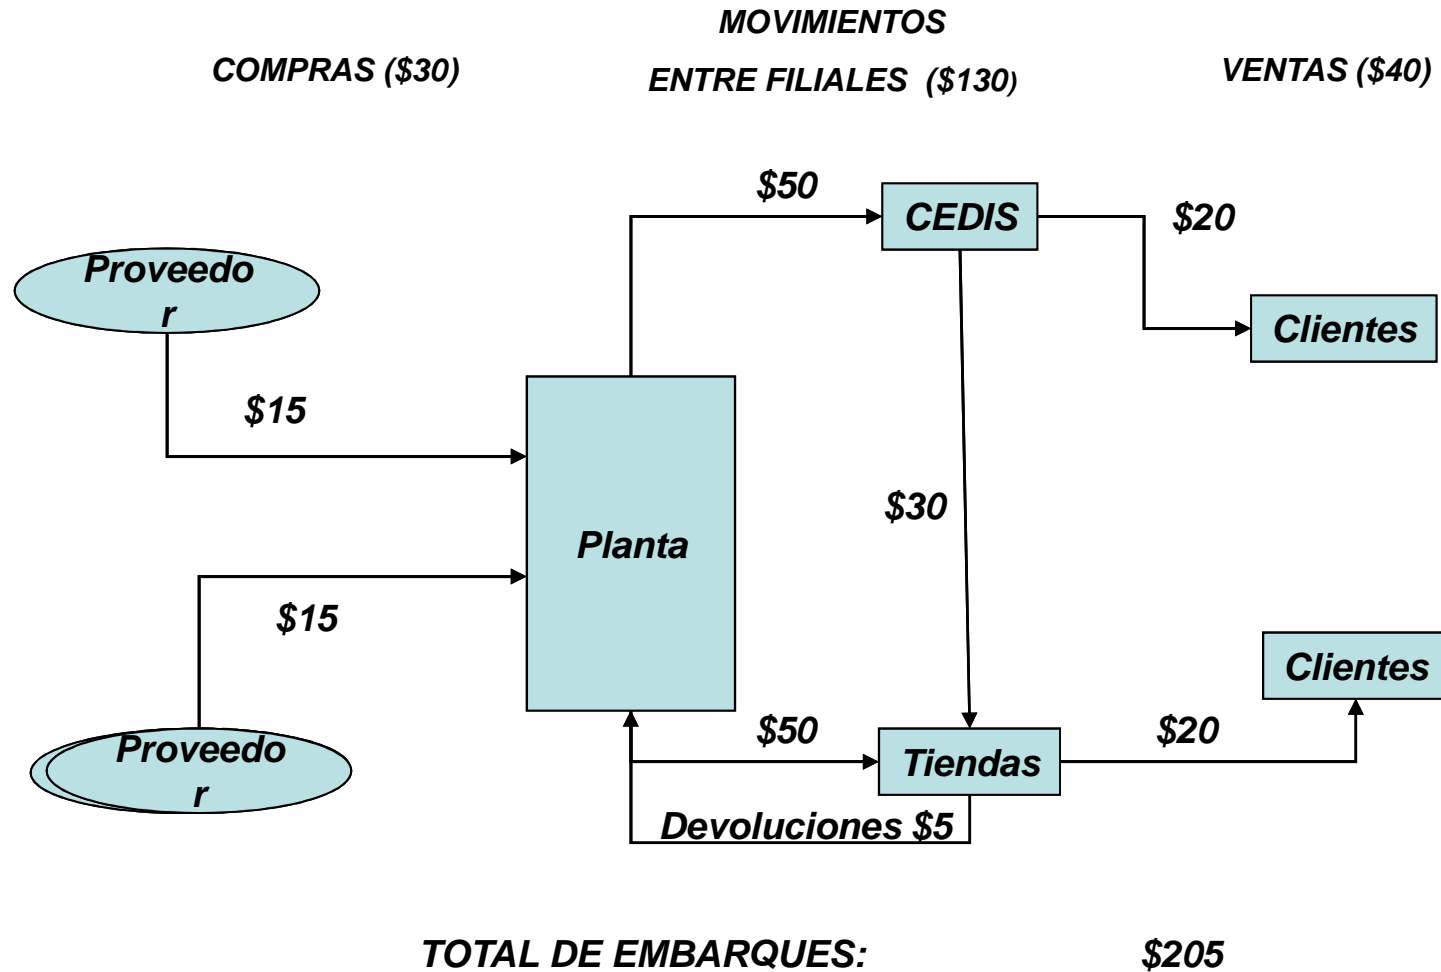 MOVIMIENTOS
COMPRAS ($30)
ENTRE FILIALES ($130)
VENTAS ($40)
$50
CEDIS
$20
Proveedo
r
Clientes
$15
$30
Planta
$15
Clientes
Proveedo
r
$50
Tiendas
$20
Devoluciones $5
TOTAL DE EMBARQUES: $205